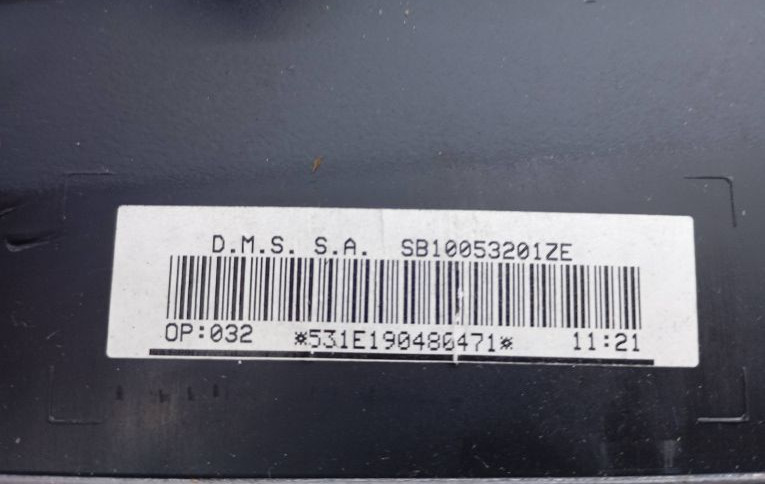 D.M.S. S.A. SB10053201ZE
OP:032 *531E190480471* 11:21